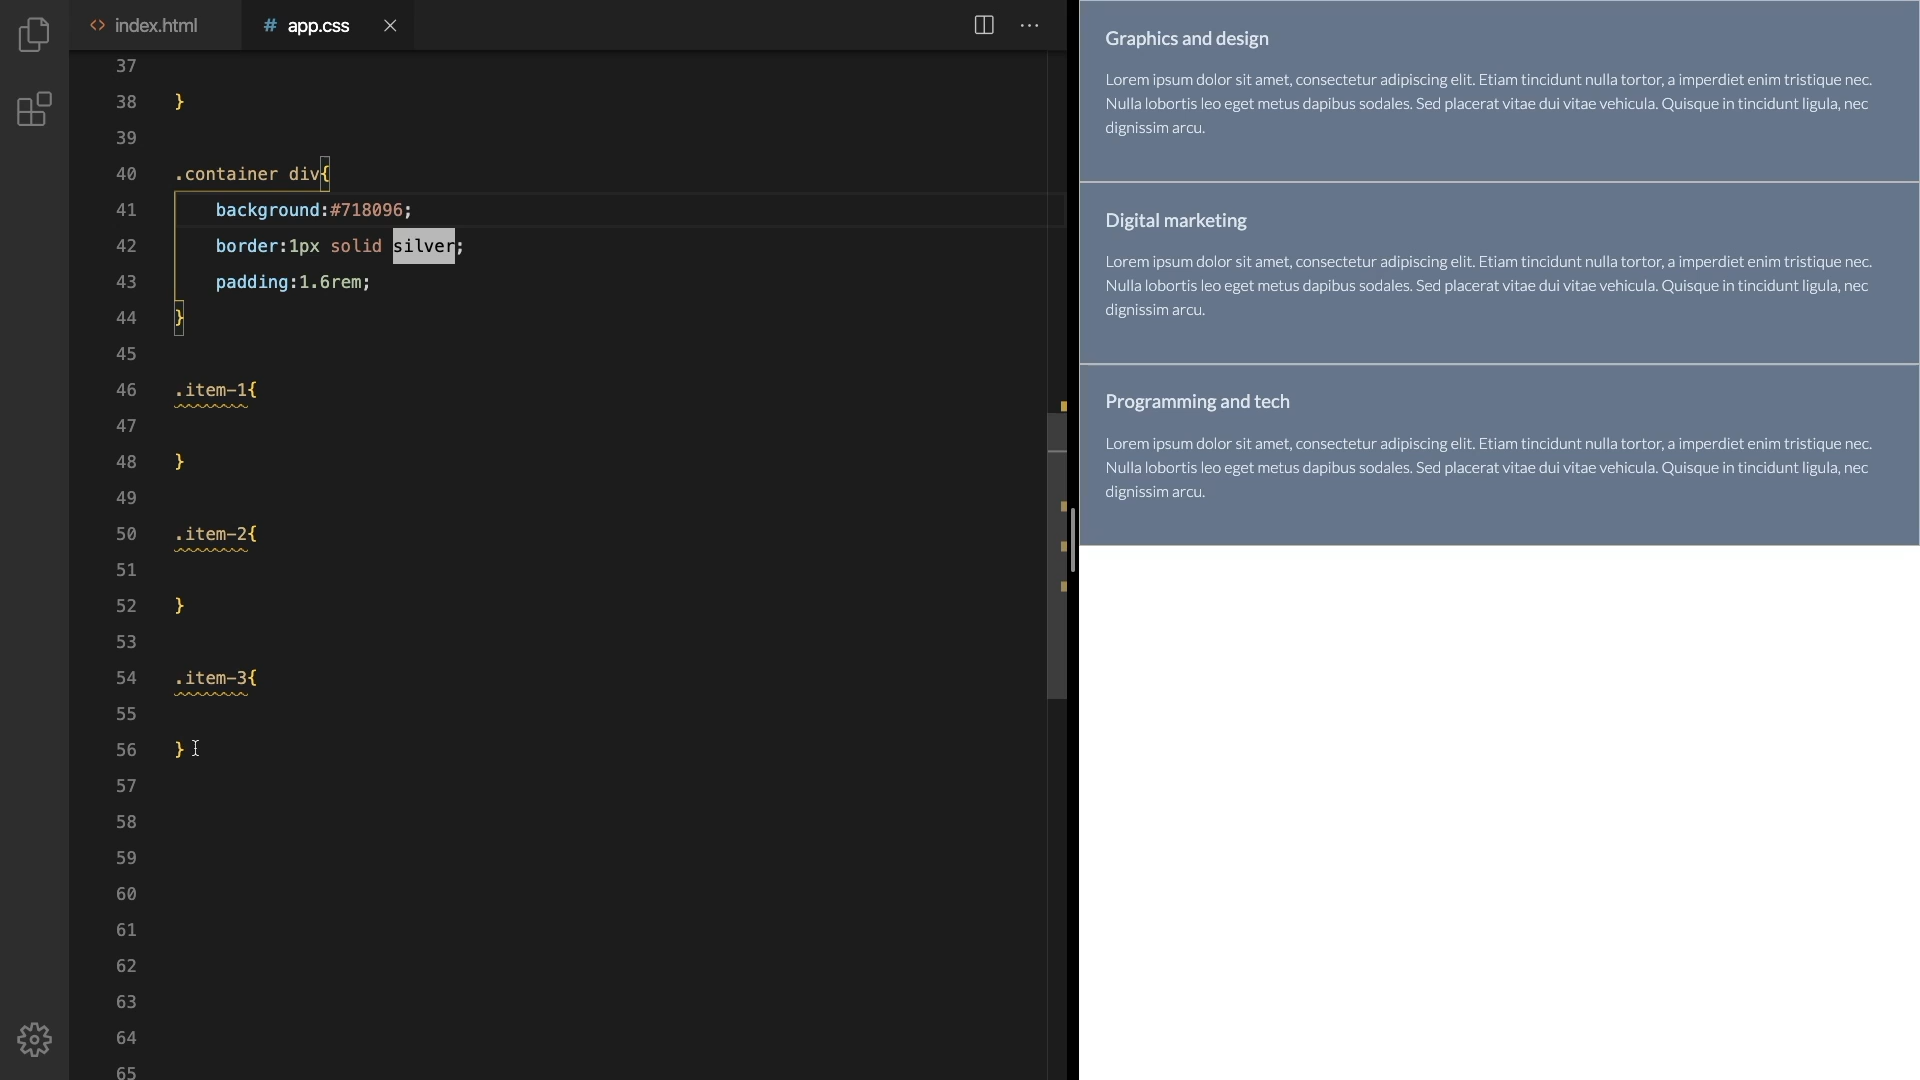 index.html
# app.css
37
38 }
39
40 .container div{
41 background:#718096;
42 border:1px solid silver;
43 padding:1.6rem;
44 }
45
46 .item-1{
47
48 }
49
50 .item-2{
51
52 }
53
54 .item-3{
55
56 }
57
58
59
60
61
62
63
64
65
Graphics and design
Lorem ipsum dolor sit amet, consectetur adipiscing elit. Etiam tincidunt nulla tortor, a imperdiet enim tristique nec.
Nulla lobortis leo eget metus dapibus sodales. Sed placerat vitae dui vitae vehicula. Quisque in tincidunt ligula, nec
dignissim arcu.
Digital marketing
Lorem ipsum dolor sit amet, consectetur adipiscing elit. Etiam tincidunt nulla tortor, a imperdiet enim tristique nec.
Nulla lobortis leo eget metus dapibus sodales. Sed placerat vitae dui vitae vehicula. Quisque in tincidunt ligula, nec
dignissim arcu.
Programming and tech
Lorem ipsum dolor sit amet, consectetur adipiscing elit. Etiam tincidunt nulla tortor, a imperdiet enim tristique nec.
Nulla lobortis leo eget metus dapibus sodales. Sed placerat vitae dui vitae vehicula. Quisque in tincidunt ligula, nec
dignissim arcu.